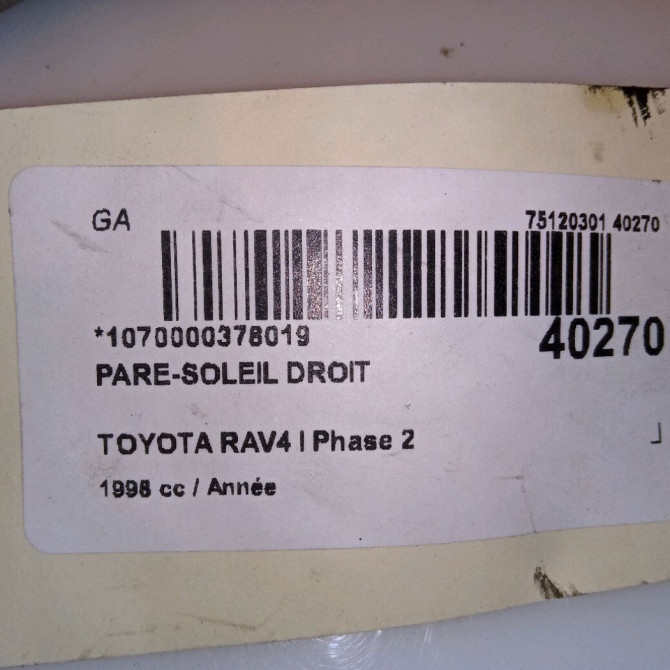 GA 75120301 40270
*1070000378019 40270
PARE-SOLEIL DROIT
TOYOTA RAV4 I Phase 2
1998 cc / Année